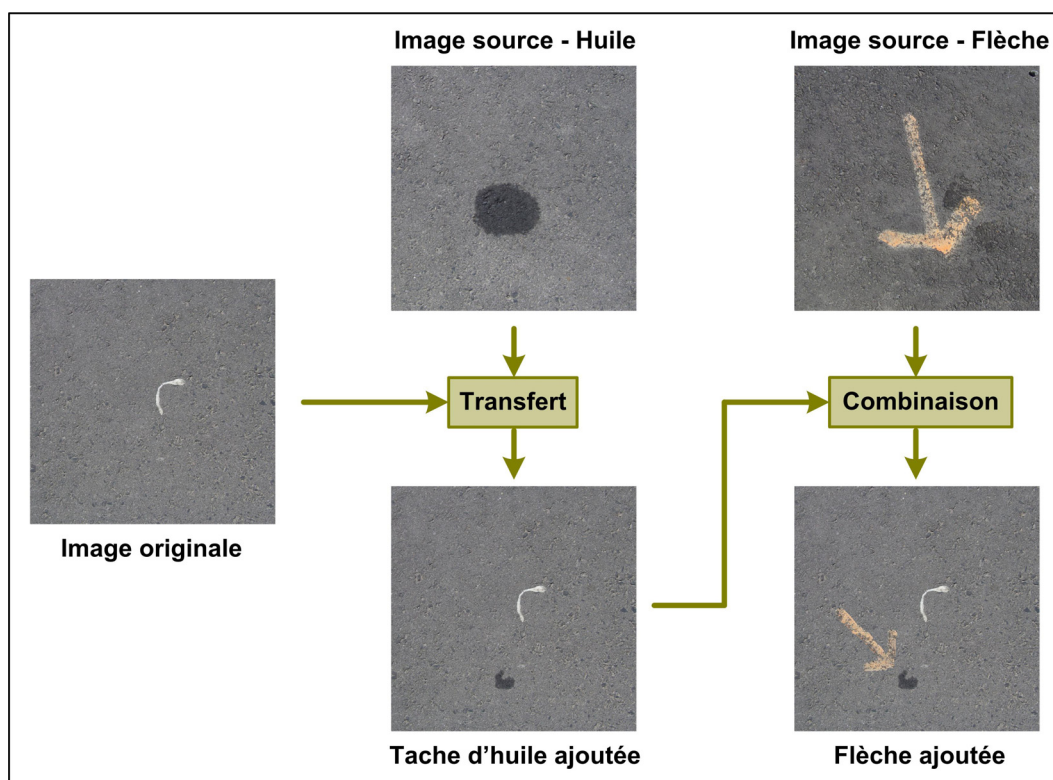 Image source - Huile
Image source - Flèche
Transfert
Combinaison
Image originale
Tache d’huile ajoutée
Flèche ajoutée